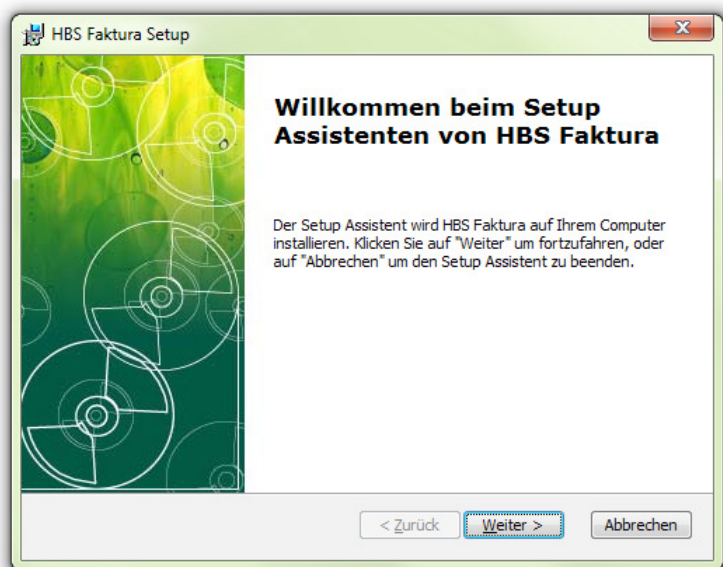 HBS Faktura Setup
Willkommen beim Setup
Assistenten von HBS Faktura
Der Setup Assistent wird HBS Faktura auf Ihrem Computer
installieren. Klicken Sie auf "Weiter" um fortzufahren, oder
auf "Abbrechen" um den Setup Assistent zu beenden.
< Zurück Weiter > Abbrechen